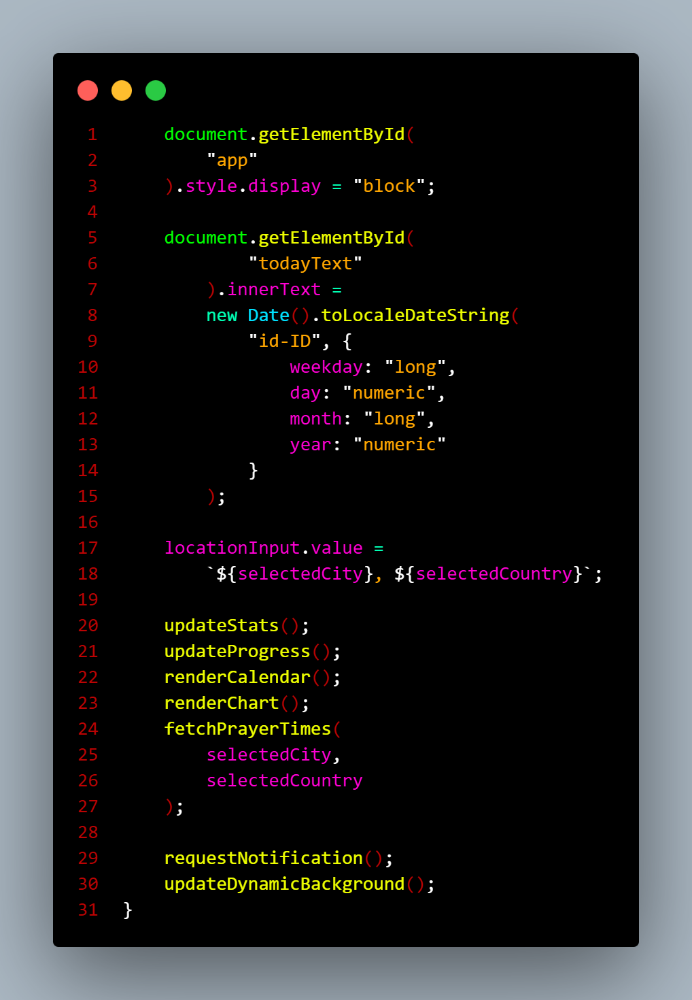 1 document.getElementById(
2 "app"
3 ).style.display = "block";
4
5 document.getElementById(
6 "todayText"
7 ).innerText =
8 new Date().toLocaleDateString(
9 "id-ID", {
10 weekday: "long",
11 day: "numeric",
12 month: "long",
13 year: "numeric"
14 }
15 );
16
17 locationInput.value =
18 `${selectedCity}, ${selectedCountry}`;
19
20 updateStats();
21 updateProgress();
22 renderCalendar();
23 renderChart();
24 fetchPrayerTimes(
25 selectedCity,
26 selectedCountry
27 );
28
29 requestNotification();
30 updateDynamicBackground();
31 }